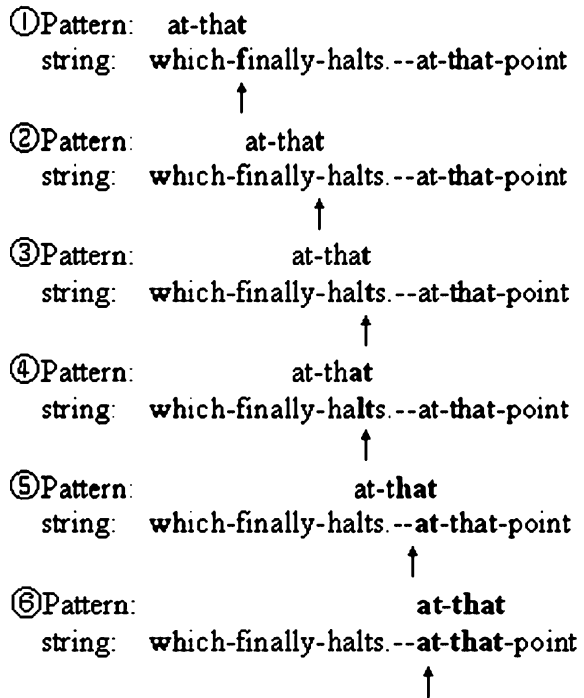 ①Pattern: at-that
string: which-finally-halts.--at-that-point
②Pattern: at-that
string: which-finally-halts.--at-that-point
③Pattern: at-that
string: which-finally-halts.--at-that-point
④Pattern: at-that
string: which-finally-halts.--at-that-point
⑤Pattern: at-that
string: which-finally-halts.--at-that-point
⑥Pattern: at-that
string: which-finally-halts.--at-that-point